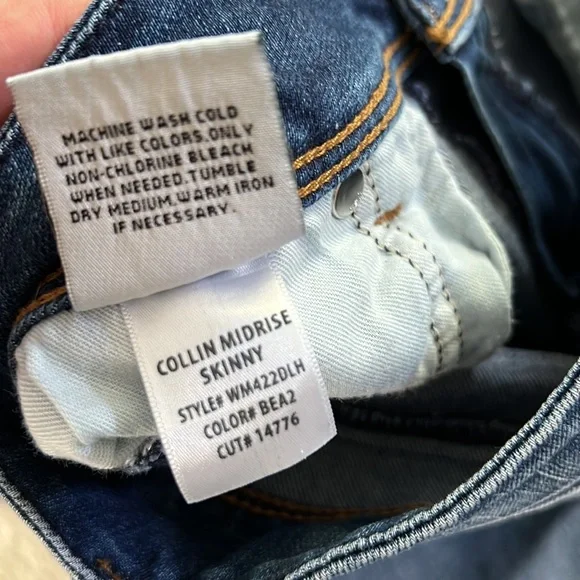 MACHINE WASH COLD
WITH LIKE COLORS.ONLY
NON-CHLORINE BLEACH
WHEN NEEDED.TUMBLE
DRY MEDIUM.WARM IRON
IF NECESSARY.
COLLIN MIDRISE
SKINNY
STYLE# WM422DLH
COLOR# BEA2
CUT# 14776